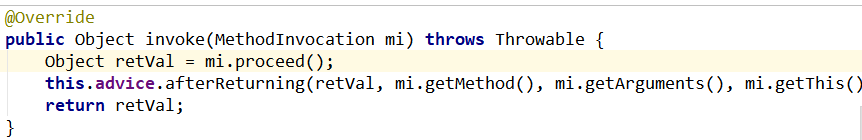 @Override
public Object invoke(MethodInvocation mi) throws Throwable {
    Object retVal = mi.proceed();
    this.advice.afterReturning(retVal, mi.getMethod(), mi.getArguments(), mi.getThis()
    return retVal;
}